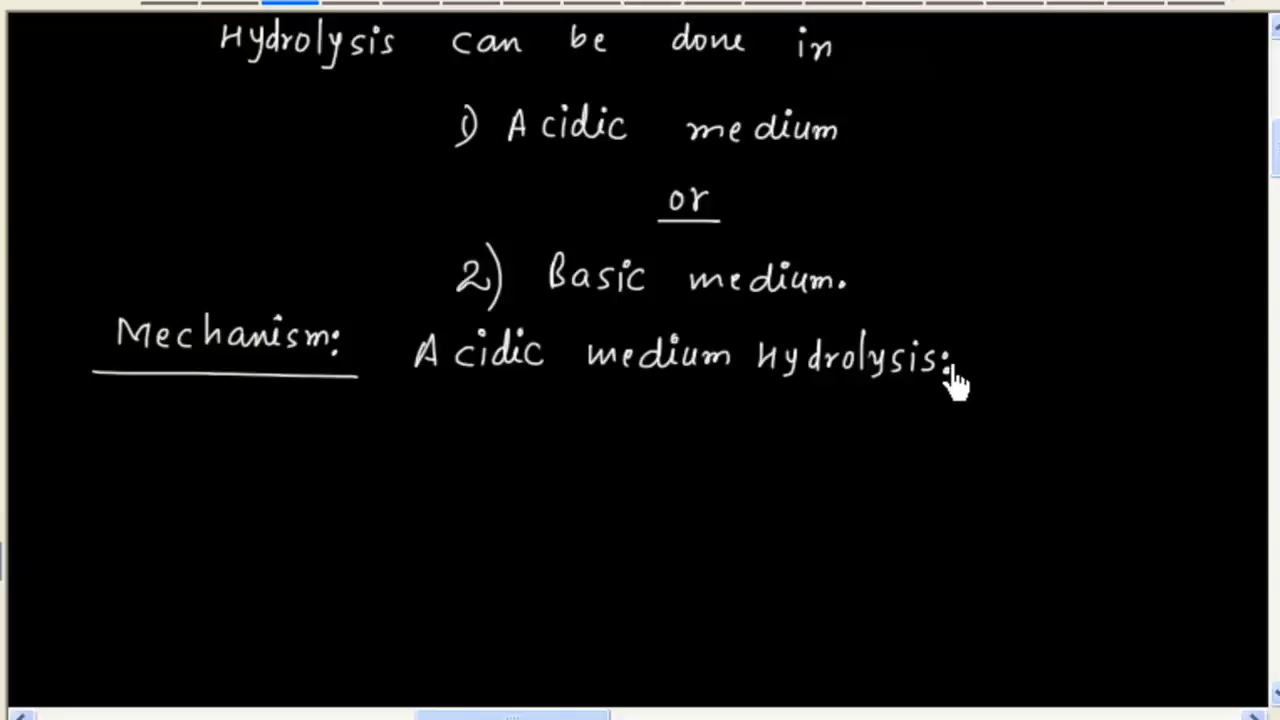 Hydrolysis can be done in
1) Acidic medium
or
2) Basic medium.
Mechanism: Acidic medium Hydrolysis: